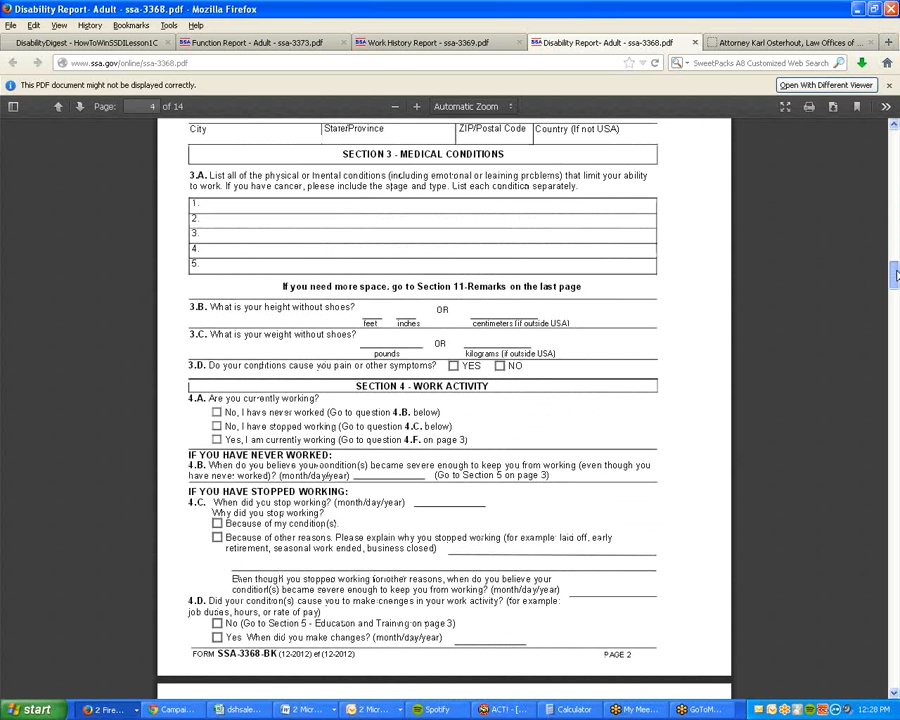 Disability Report- Adult - ssa-3368.pdf - Mozilla Firefox
File Edit View History Bookmarks Tools Help
DisabilityDigest - HowToWinSSDILesson1C
SSA Function Report - Adult - ssa-3373.pdf ×
SSA Work History Report - ssa-3369.pdf ×
SSA Disability Report- Adult - ssa-3368.pdf ×
Attorney Karl Osterhout, Law Offices of ... ×
www.ssa.gov/online/ssa-3368.pdf
SweetPacks A8 Customized Web Search
This PDF document might not be displayed correctly.
Open With Different Viewer
Page: 4 of 14
Automatic Zoom
City State/Province ZIP/Postal Code Country (If not USA)
SECTION 3 - MEDICAL CONDITIONS
3.A. List all of the physical or mental conditions (including emotional or learning problems) that limit your ability
to work. If you have cancer, please include the stage and type. List each condition separately.
1.
2.
3.
4.
5.
If you need more space, go to Section 11-Remarks on the last page
3.B. What is your height without shoes? OR
feet inches centimeters (if outside USA)
3.C. What is your weight without shoes?
OR
pounds kilograms (if outside USA)
3.D. Do your conditions cause you pain or other symptoms? YES NO
SECTION 4 - WORK ACTIVITY
4.A. Are you currently working?
No, I have never worked (Go to question 4.B. below)
No, I have stopped working (Go to question 4.C. below)
Yes, I am currently working (Go to question 4.F. on page 3)
IF YOU HAVE NEVER WORKED:
4.B. When do you believe your condition(s) became severe enough to keep you from working (even though you
have never worked)? (month/day/year) (Go to Section 5 on page 3)
IF YOU HAVE STOPPED WORKING:
4.C. When did you stop working? (month/day/year)
Why did you stop working?
Because of my condition(s).
Because of other reasons. Please explain why you stopped working (for example: laid off, early
retirement, seasonal work ended, business closed)
Even though you stopped working for other reasons, when do you believe your
condition(s) became severe enough to keep you from working? (month/day/year)
4.D. Did your condition(s) cause you to make changes in your work activity? (for example:
job duties, hours, or rate of pay)
No (Go to Section 5 - Education and Training on page 3)
Yes When did you make changes? (month/day/year)
FORM SSA-3368-BK (12-2012) ef (12-2012) PAGE 2
start 2 Firef... Campai... dshsale... 2 Micr... 2 Micr... Spotify ACT! - [... Calculator My Mee... GoToM... 12:28 PM